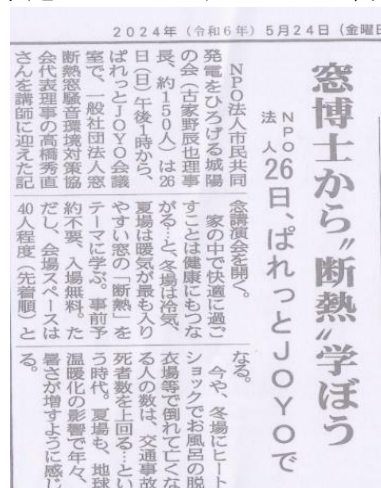 2024年(令和6年)5月24日(金曜日
窓博士から〝断熱〟学ぼう
NPO
法人
26日、ぱれっとJOYOで
NPO法人市民共同
発電をひろげる城陽
の会(古家野辰也理事
長、約150人)は26
日(日)午後1時から、
ぱれっとJOYO会議
室で、一般社団法人窓
断熱窓騒音環境対策協
会代表理事の高橋秀直
さんを講師に迎えた記
念講演会を開く。
家の中で快適に過ご
すことは健康にもつな
がる…と、冬場は冷気、
夏場は暖気が最も入り
やすい窓の「断熱」を
テーマに学ぶ。事前予
約不要、入場無料。た
だし、会場スペースは
40人程度(先着順)と
なる。
今や、冬場にヒート
ショックでお風呂の脱
衣場等で倒れて亡くな
る人の数は、交通事故
死者数を上回る…とい
う時代。夏場も、地球
温暖化の影響で年々、
暑さが増すように感じ
る。